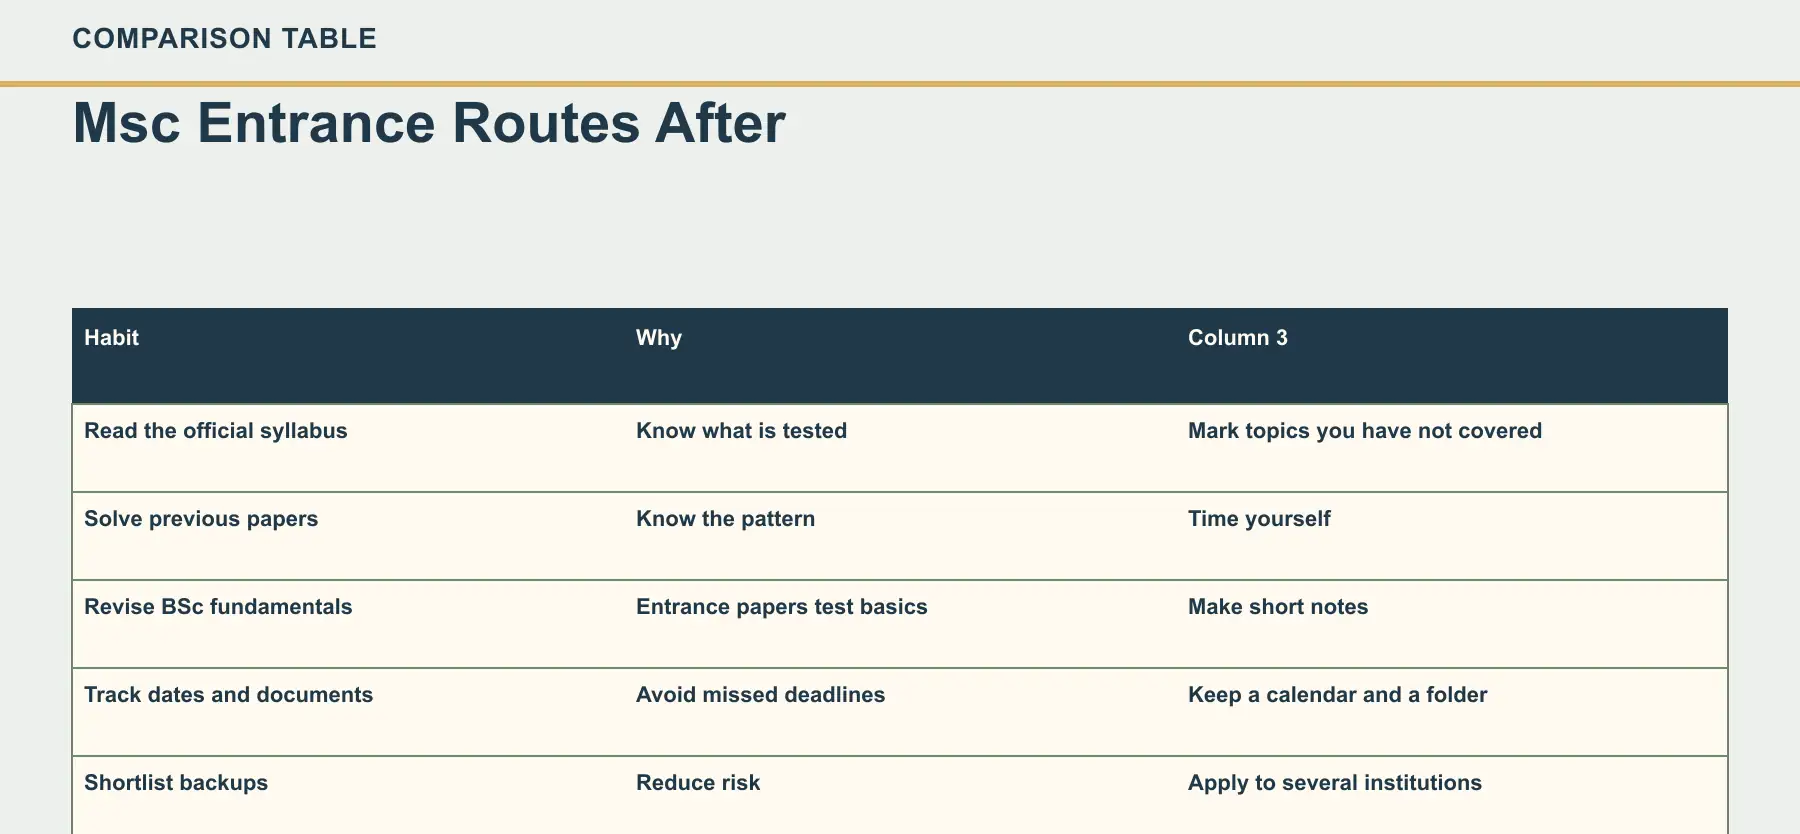 COMPARISON TABLE
Msc Entrance Routes After
Habit Why Column 3
Read the official syllabus Know what is tested Mark topics you have not covered
Solve previous papers Know the pattern Time yourself
Revise BSc fundamentals Entrance papers test basics Make short notes
Track dates and documents Avoid missed deadlines Keep a calendar and a folder
Shortlist backups Reduce risk Apply to several institutions